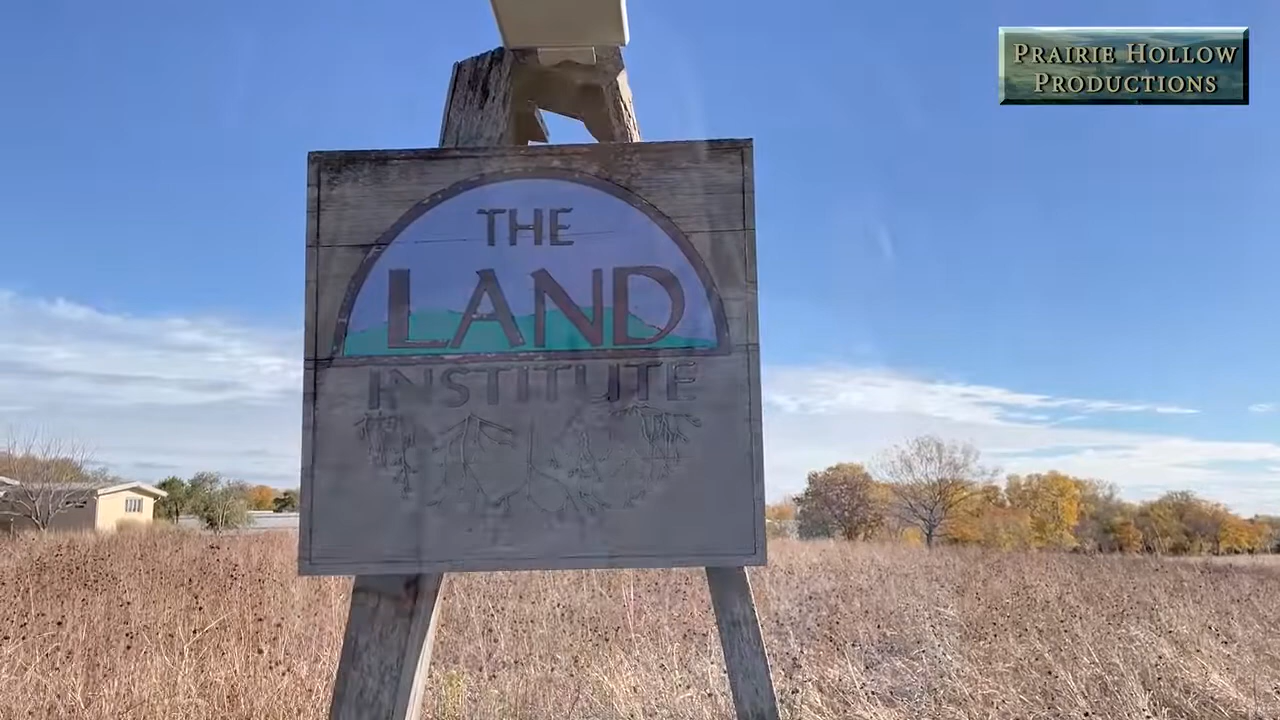 THE
LAND
INSTITUTE
PRAIRIE HOLLOW
PRODUCTIONS